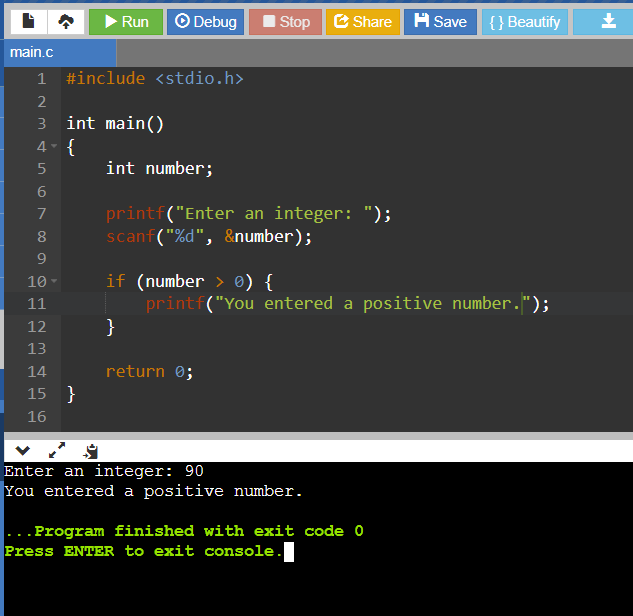 Run Debug Stop Share Save {} Beautify
main.c
1 #include <stdio.h>
2
3 int main()
4 {
5     int number;
6
7     printf("Enter an integer: ");
8     scanf("%d", &number);
9
10     if (number > 0) {
11         printf("You entered a positive number.");
12     }
13
14     return 0;
15 }
16
Enter an integer: 90
You entered a positive number.
...Program finished with exit code 0
Press ENTER to exit console.